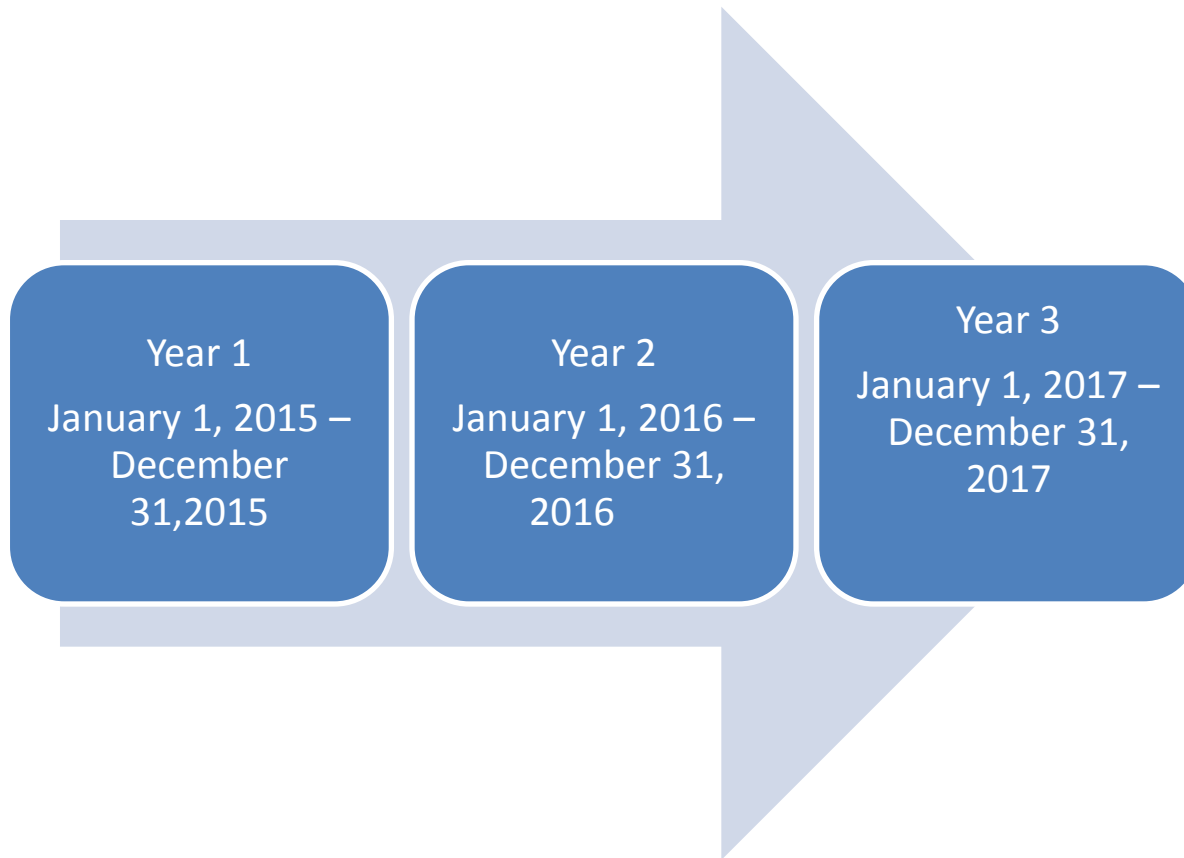 Year 1
January 1, 2015 –
December
31,2015
Year 2
January 1, 2016 –
December 31,
2016
Year 3
January 1, 2017 –
December 31,
2017